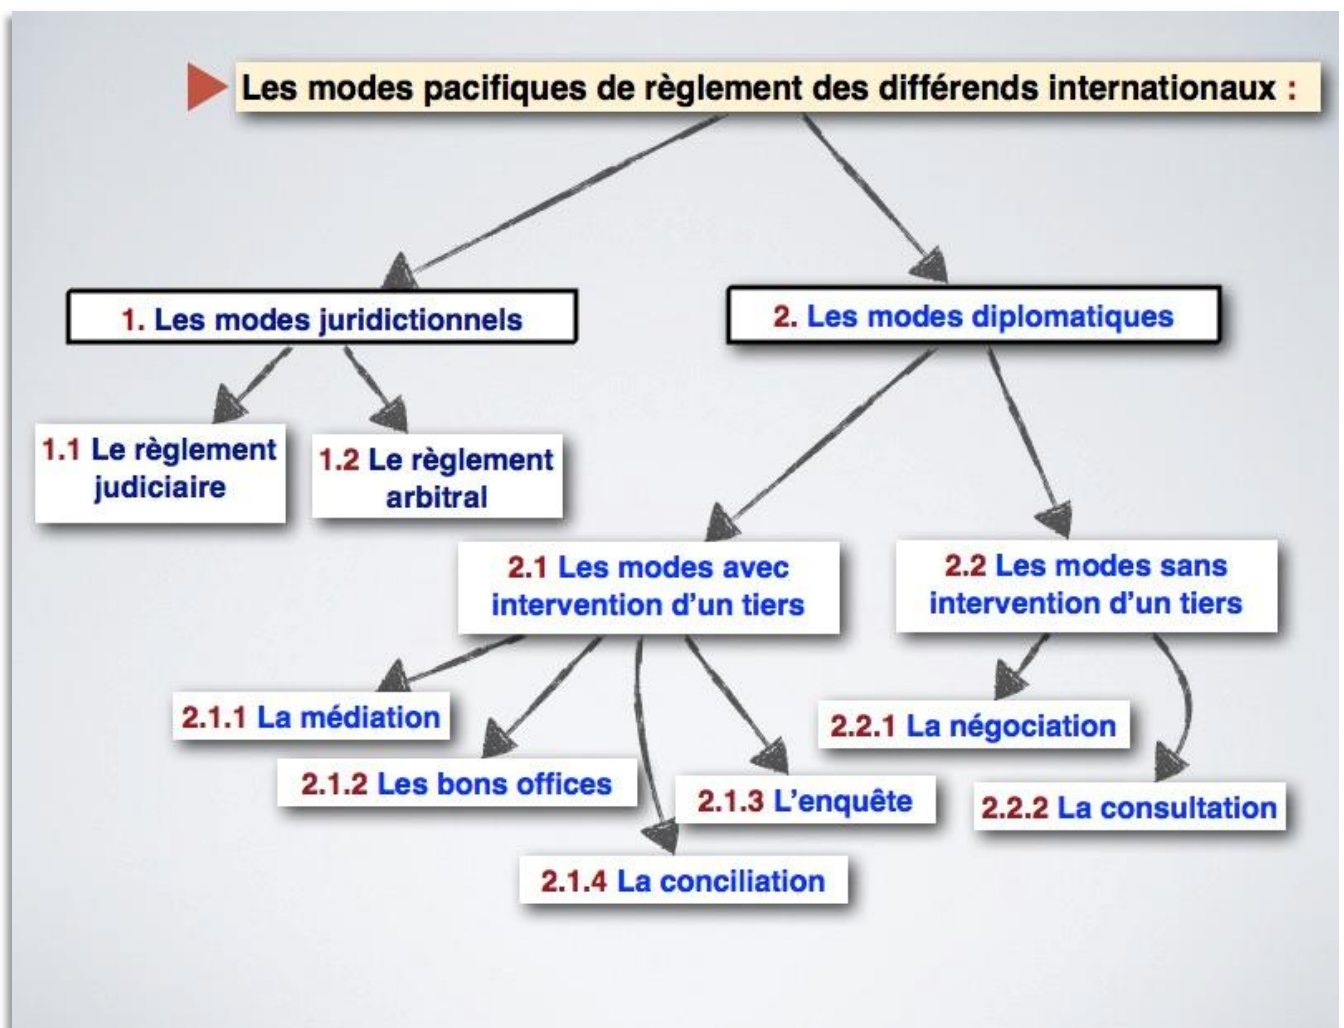 Les modes pacifiques de règlement des différends internationaux :
1. Les modes juridictionnels
2. Les modes diplomatiques
1.1 Le règlement
judiciaire
1.2 Le règlement
arbitral
2.1 Les modes avec
intervention d'un tiers
2.2 Les modes sans
intervention d'un tiers
2.1.1 La médiation
2.1.2 Les bons offices
2.1.3 L'enquête
2.1.4 La conciliation
2.2.1 La négociation
2.2.2 La consultation